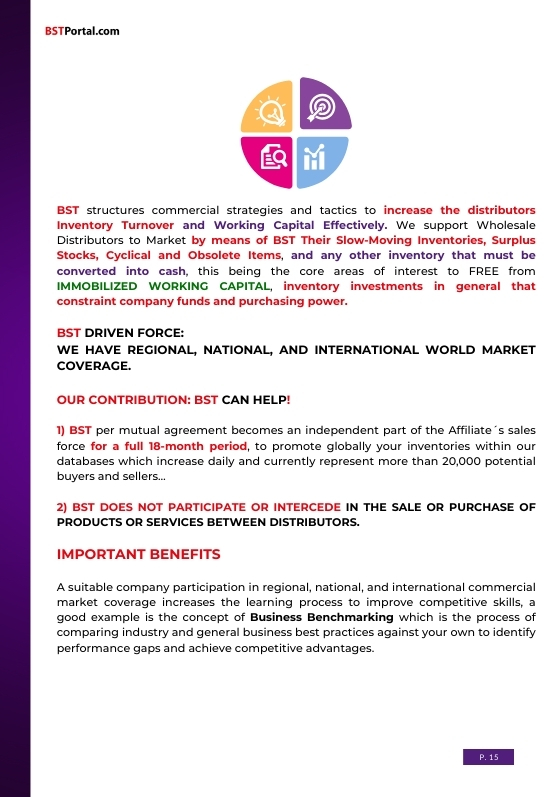 BSTPortal.com
BST structures commercial strategies and tactics to increase the distributors
Inventory Turnover and Working Capital Effectively. We support Wholesale
Distributors to Market by means of BST Their Slow-Moving Inventories, Surplus
Stocks, Cyclical and Obsolete Items, and any other inventory that must be
converted into cash, this being the core areas of interest to FREE from
IMMOBILIZED WORKING CAPITAL, inventory investments in general that
constraint company funds and purchasing power.
BST DRIVEN FORCE:
WE HAVE REGIONAL, NATIONAL, AND INTERNATIONAL WORLD MARKET
COVERAGE.
OUR CONTRIBUTION: BST CAN HELP!
1) BST per mutual agreement becomes an independent part of the Affiliate´s sales
force for a full 18-month period, to promote globally your inventories within our
databases which increase daily and currently represent more than 20,000 potential
buyers and sellers...
2) BST DOES NOT PARTICIPATE OR INTERCEDE IN THE SALE OR PURCHASE OF
PRODUCTS OR SERVICES BETWEEN DISTRIBUTORS.
IMPORTANT BENEFITS
A suitable company participation in regional, national, and international commercial
market coverage increases the learning process to improve competitive skills, a
good example is the concept of Business Benchmarking which is the process of
comparing industry and general business best practices against your own to identify
performance gaps and achieve competitive advantages.
P. 15